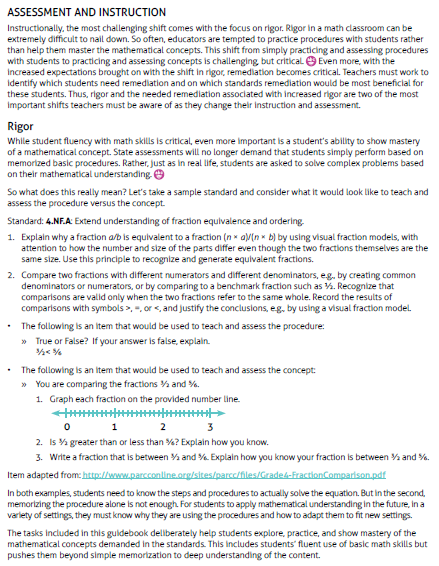 ASSESSMENT AND INSTRUCTION
Instructionally, the most challenging shift comes with the focus on rigor. Rigor in a math classroom can be
extremely difficult to nail down. So often, educators are tempted to practice procedures with students rather
than help them master the mathematical concepts. This shift from simply practicing and assessing procedures
with students to practicing and assessing concepts is challenging, but critical. Even more, with the
increased expectations brought on with the shift in rigor, remediation becomes critical. Teachers must work to
identify which students need remediation and on which standards remediation would be most beneficial for
these students. Thus, rigor and the needed remediation associated with increased rigor are two of the most
important shifts teachers must be aware of as they change their instruction and assessment.
Rigor
While student fluency with math skills is critical, even more important is a student's ability to show mastery
of a mathematical concept. State assessments will no longer demand that students simply perform based on
memorized basic procedures. Rather, just as in real life, students are asked to solve complex problems based
on their mathematical understanding.
So what does this really mean? Let's take a sample standard and consider what it would look like to teach and
assess the procedure versus the concept.
Standard: 4.NF.A: Extend understanding of fraction equivalence and ordering.
1. Explain why a fraction a/b is equivalent to a fraction (n × a)/(n × b) by using visual fraction models, with
attention to how the number and size of the parts differ even though the two fractions themselves are the
same size. Use this principle to recognize and generate equivalent fractions.
2. Compare two fractions with different numerators and different denominators, e.g., by creating common
denominators or numerators, or by comparing to a benchmark fraction such as ½. Recognize that
comparisons are valid only when the two fractions refer to the same whole. Record the results of
comparisons with symbols >, =, or <, and justify the conclusions, e.g., by using a visual fraction model.
• The following is an item that would be used to teach and assess the procedure:
» True or False? If your answer is false, explain.
3/2 <
• The following is an item that would be used to teach and assess the concept:
» You are comparing the fractions 3/2 and
1. Graph each fraction on the provided number line.
0 1 2 3
2. Is 3/2 greater than or less than Explain how you know.
3. Write a fraction that is between 3/2 and Explain how you know your fraction is between 3/2 and
Item adapted from: http://www.parcconline.org/sites/parcc/files/Grade4-FractionComparison.pdf
In both examples, students need to know the steps and procedures to actually solve the equation. But in the second,
memorizing the procedure alone is not enough. For students to apply mathematical understanding in the future, in a
variety of settings, they must know why they are using the procedures and how to adapt them to fit new settings.
The tasks included in this guidebook deliberately help students explore, practice, and show mastery of the
mathematical concepts demanded in the standards. This includes students' fluent use of basic math skills but
pushes them beyond simple memorization to deep understanding of the content.